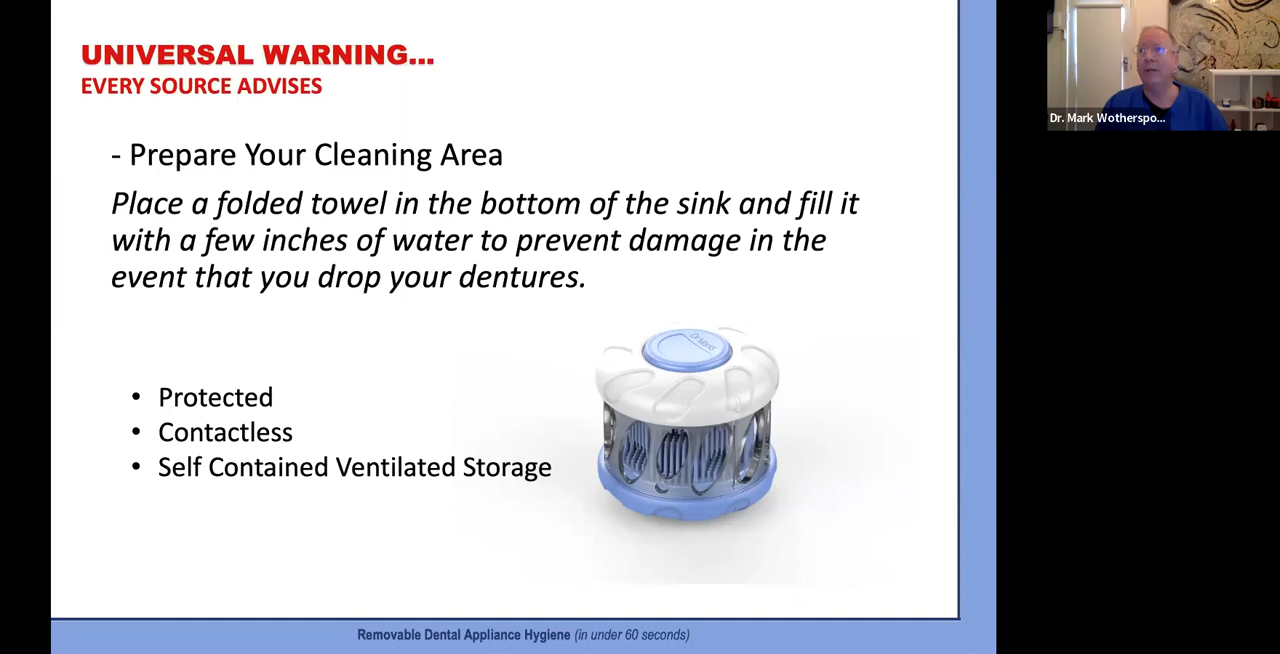 UNIVERSAL WARNING...
EVERY SOURCE ADVISES
- Prepare Your Cleaning Area
Place a folded towel in the bottom of the sink and fill it
with a few inches of water to prevent damage in the
event that you drop your dentures.
• Protected
• Contactless
• Self Contained Ventilated Storage
Removable Dental Appliance Hygiene (in under 60 seconds)
Dr. Mark Wotherspo...